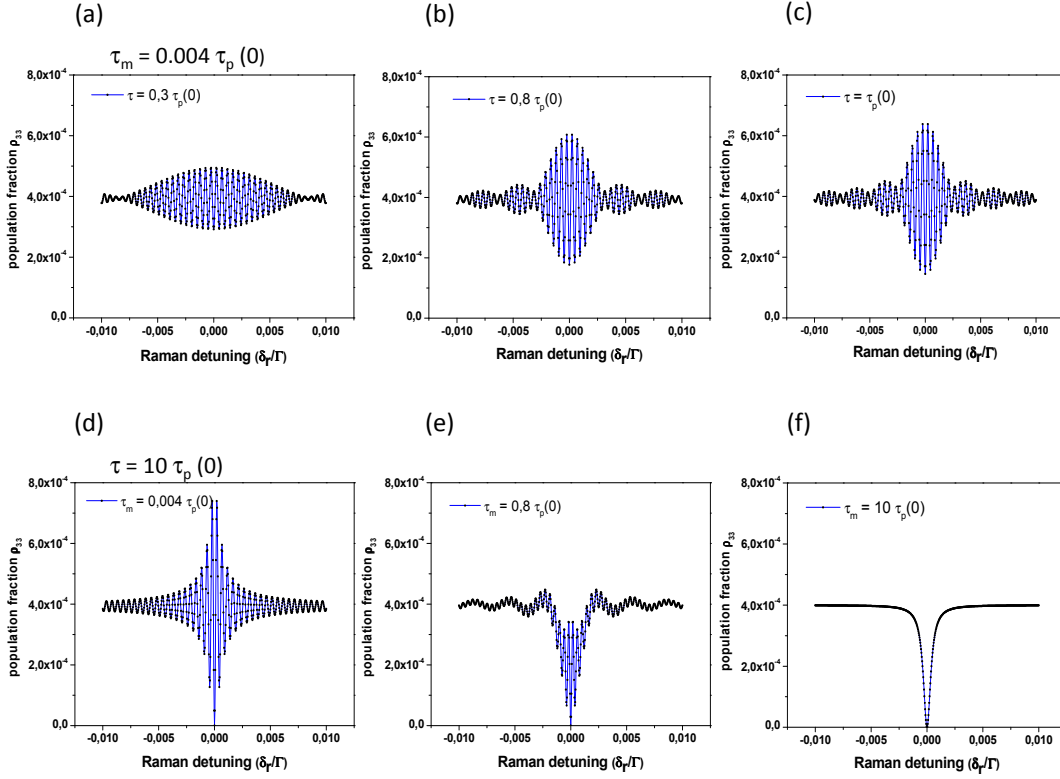 (a)
(b)
(c)
τm = 0.004 τp (0)
8,0x10-4
6,0x10-4
4,0x10-4
2,0x10-4
0,0
population fraction ρ33
τ = 0,3 τp(0)
-0,010 -0,005 0,000 0,005 0,010
Raman detuning (δr/Γ)
8,0x10-4
6,0x10-4
4,0x10-4
2,0x10-4
0,0
population fraction ρ33
τ = 0,8 τp(0)
-0,010 -0,005 0,000 0,005 0,010
Raman detuning (δr/Γ)
8,0x10-4
6,0x10-4
4,0x10-4
2,0x10-4
0,0
population fraction ρ33
τ = τp(0)
-0,010 -0,005 0,000 0,005 0,010
Raman detuning (δr/Γ)
(d)
(e)
(f)
τ = 10 τp (0)
8,0x10-4
6,0x10-4
4,0x10-4
2,0x10-4
0,0
population fraction ρ33
τm = 0,004 τp(0)
-0,010 -0,005 0,000 0,005 0,010
Raman detuning (δr/Γ)
8,0x10-4
6,0x10-4
4,0x10-4
2,0x10-4
0,0
population fraction ρ33
τm = 0,8 τp(0)
-0,010 -0,005 0,000 0,005 0,010
Raman detuning (δr/Γ)
8,0x10-4
6,0x10-4
4,0x10-4
2,0x10-4
0,0
population fraction ρ33
τm = 10 τp(0)
-0,010 -0,005 0,000 0,005 0,010
Raman detuning (δr/Γ)